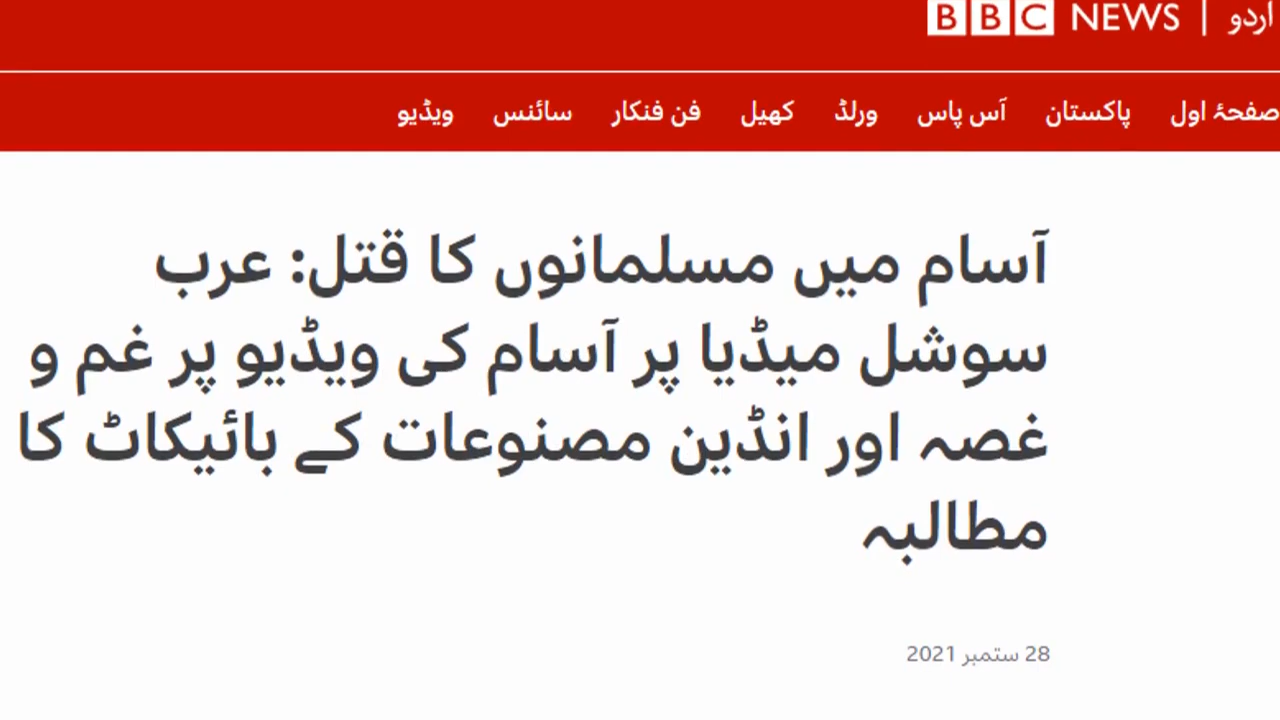 BBC NEWS | اردو
صفحۂ اول پاکستان آس پاس ورلڈ کھیل فن فنکار سائنس ویڈیو
آسام میں مسلمانوں کا قتل: عرب
سوشل میڈیا پر آسام کی ویڈیو پر غم و
غصہ اور انڈین مصنوعات کے بائیکاٹ کا
مطالبہ
28 ستمبر 2021